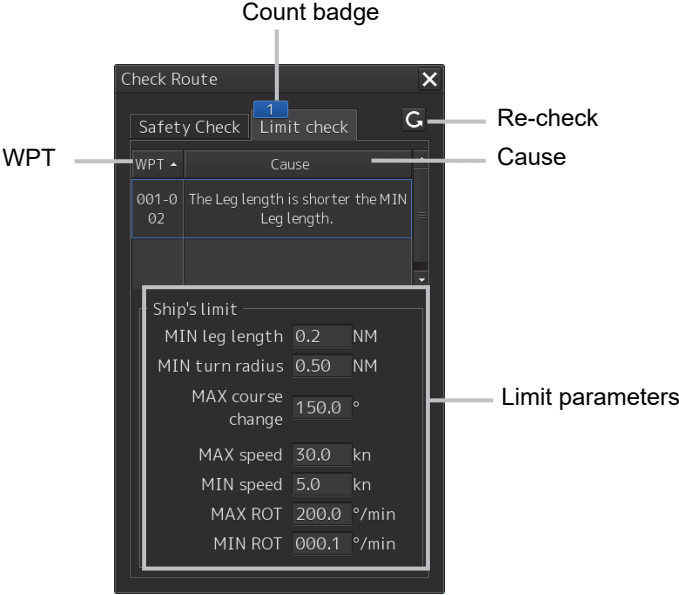 Count badge
Check Route
1
Safety Check Limit check
Re-check
WPT
WPT Cause
Cause
001-0
02
The Leg length is shorter the MIN
Leg length.
Ship's limit
MIN leg length 0.2 NM
MIN turn radius 0.50 NM
MAX course
change
150.0 °
Limit parameters
MAX speed 30.0 kn
MIN speed 5.0 kn
MAX ROT 200.0 °/min
MIN ROT 000.1 °/min